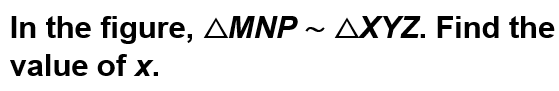 In the figure, △MNP ~ △XYZ. Find the
value of x.